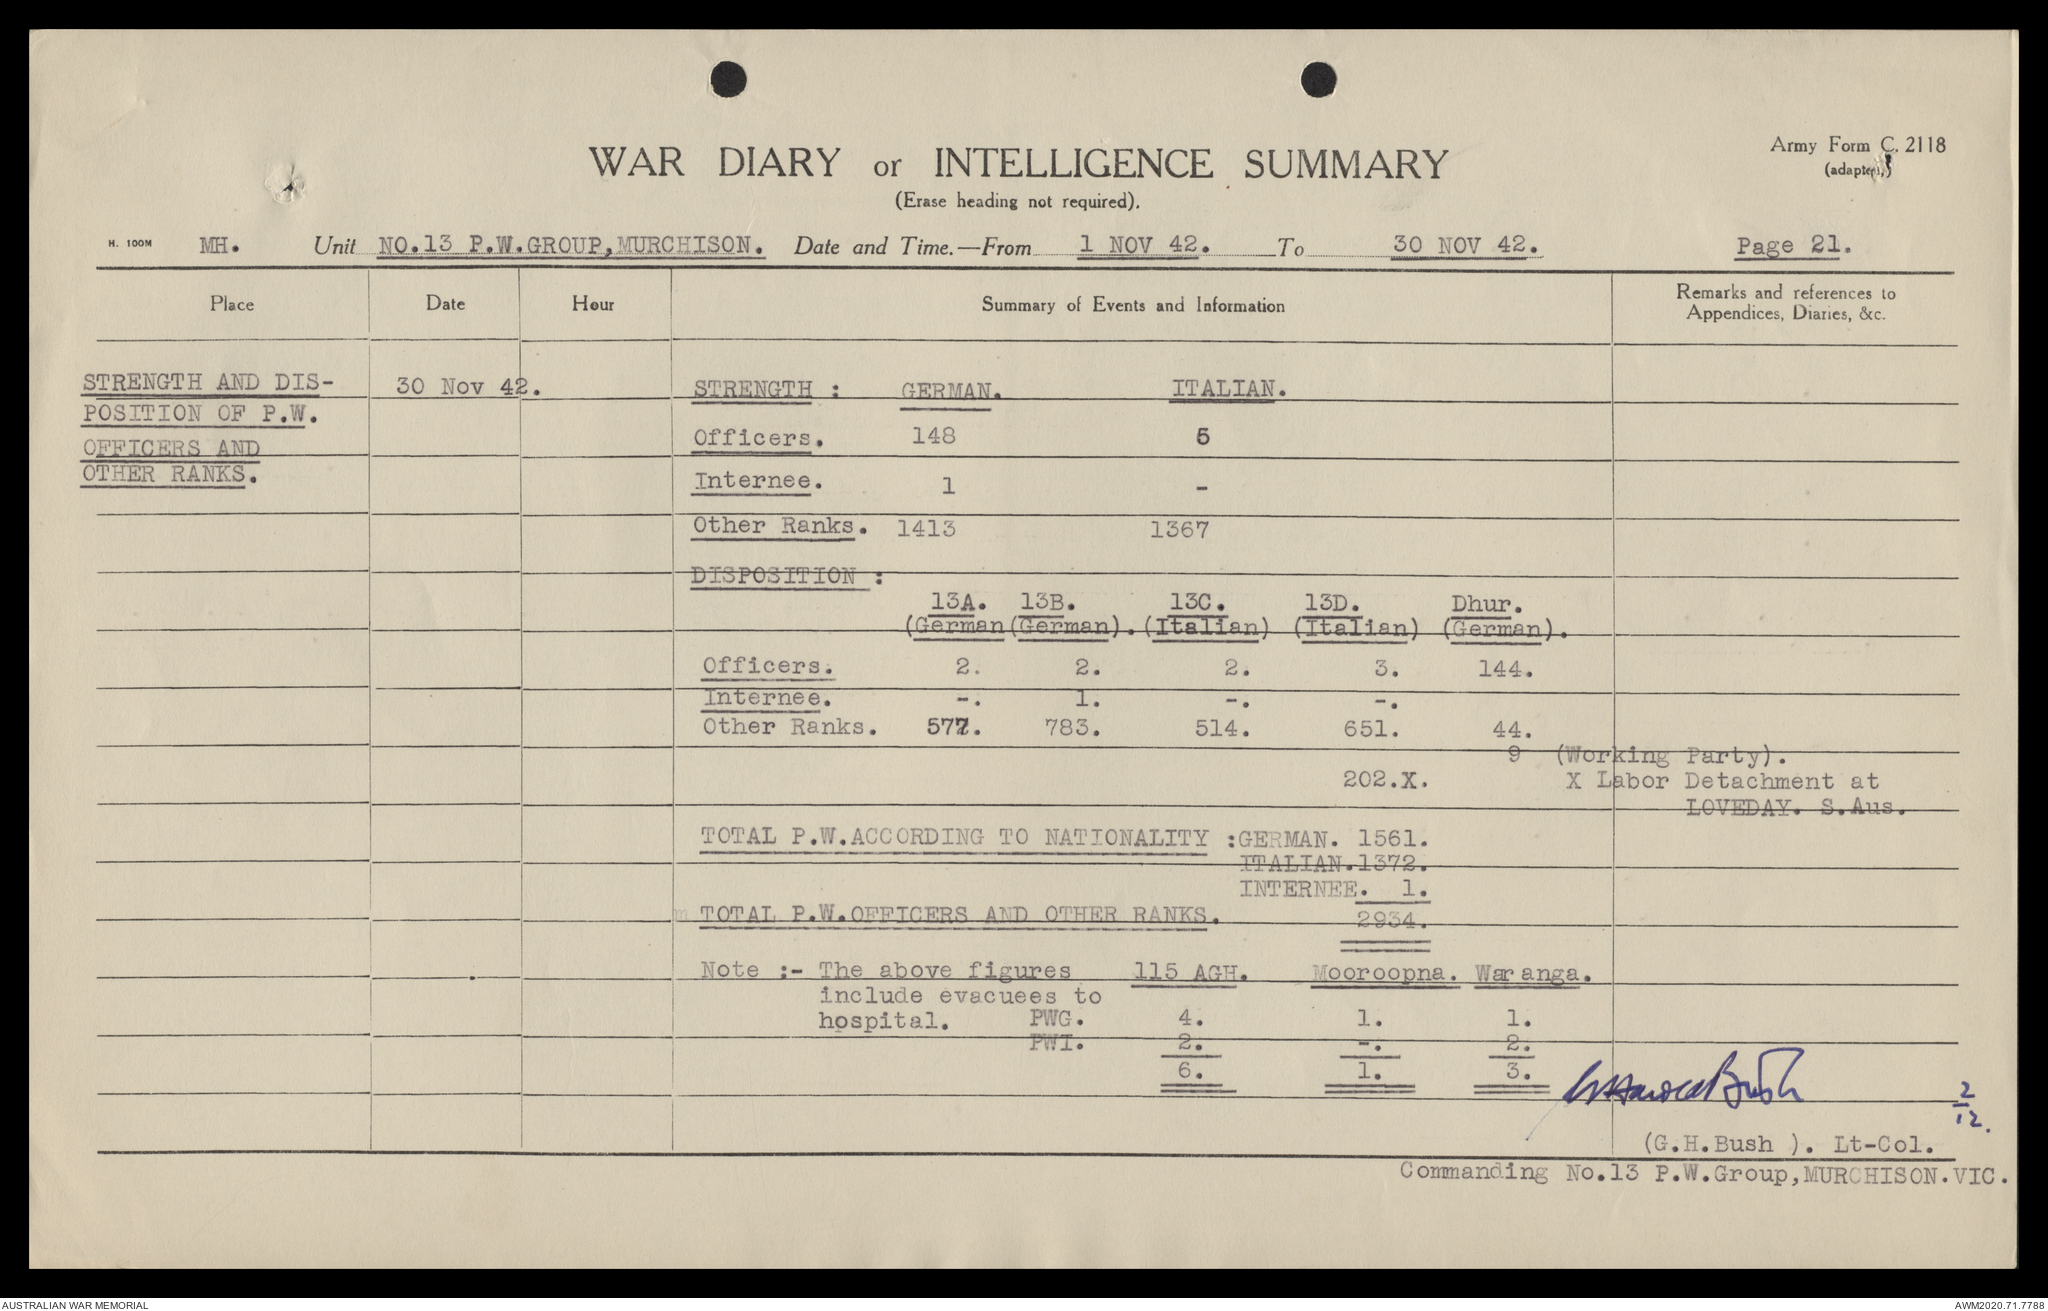 WAR DIARY or INTELLIGENCE SUMMARY
(Erase heading not required).
Army Form C. 2118
(adapted)
H. 100M MH. Unit NO.13 P.W.GROUP,MURCHISON. Date and Time.—From 1 NOV 42. To 30 NOV 42. Page 21.
Place Date Hour Summary of Events and Information Remarks and references to
Appendices, Diaries, &c.
STRENGTH AND DIS-
POSITION OF P.W.
OFFICERS AND
OTHER RANKS.
30 Nov 42.
STRENGTH : GERMAN. ITALIAN.
Officers. 148 5
Internee. 1 -
Other Ranks. 1413 1367
DISPOSITION :
13A. 13B. 13C. 13D. Dhur.
(German (German). (Italian) (Italian) (German).
Officers. 2. 2. 2. 3. 144.
Internee. -. 1. -. -.
Other Ranks. 577. 783. 514. 651. 44.
9 (Working Party).
202.X. X Labor Detachment at
LOVEDAY. S.Aus.
TOTAL P.W.ACCORDING TO NATIONALITY :GERMAN. 1561.
ITALIAN.1372.
INTERNEE. 1.
TOTAL P.W.OFFICERS AND OTHER RANKS. 2934.
Note :- The above figures 115 AGH. Mooroopna. Waranga.
include evacuees to
hospital. PWG. 4. 1. 1.
PWI. 2. -. 2.
6. 1. 3.
G Harold Bush 2/12.
(G.H.Bush ). Lt-Col.
Commanding No.13 P.W.Group,MURCHISON.VIC.
AUSTRALIAN WAR MEMORIAL AWM2020.71.7788